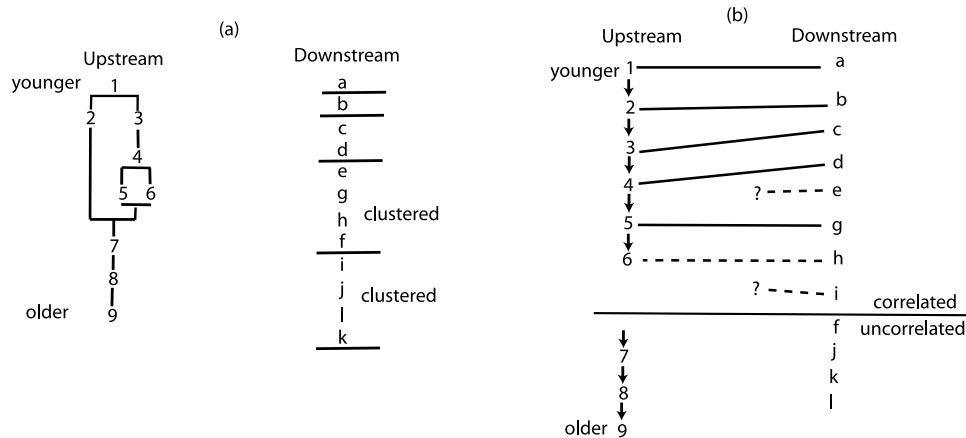 (a)
Upstream
Downstream
younger
1
2 3
4
5 6
7
8
older
9
a
b
c
d
e
g
h
clustered
f
i
j
clustered
l
k
(b)
Upstream
Downstream
younger 1 a
2 b
3 c
4 d
? e
5 g
6 h
? i
correlated
f uncorrelated
7 j
8 k
older 9 l